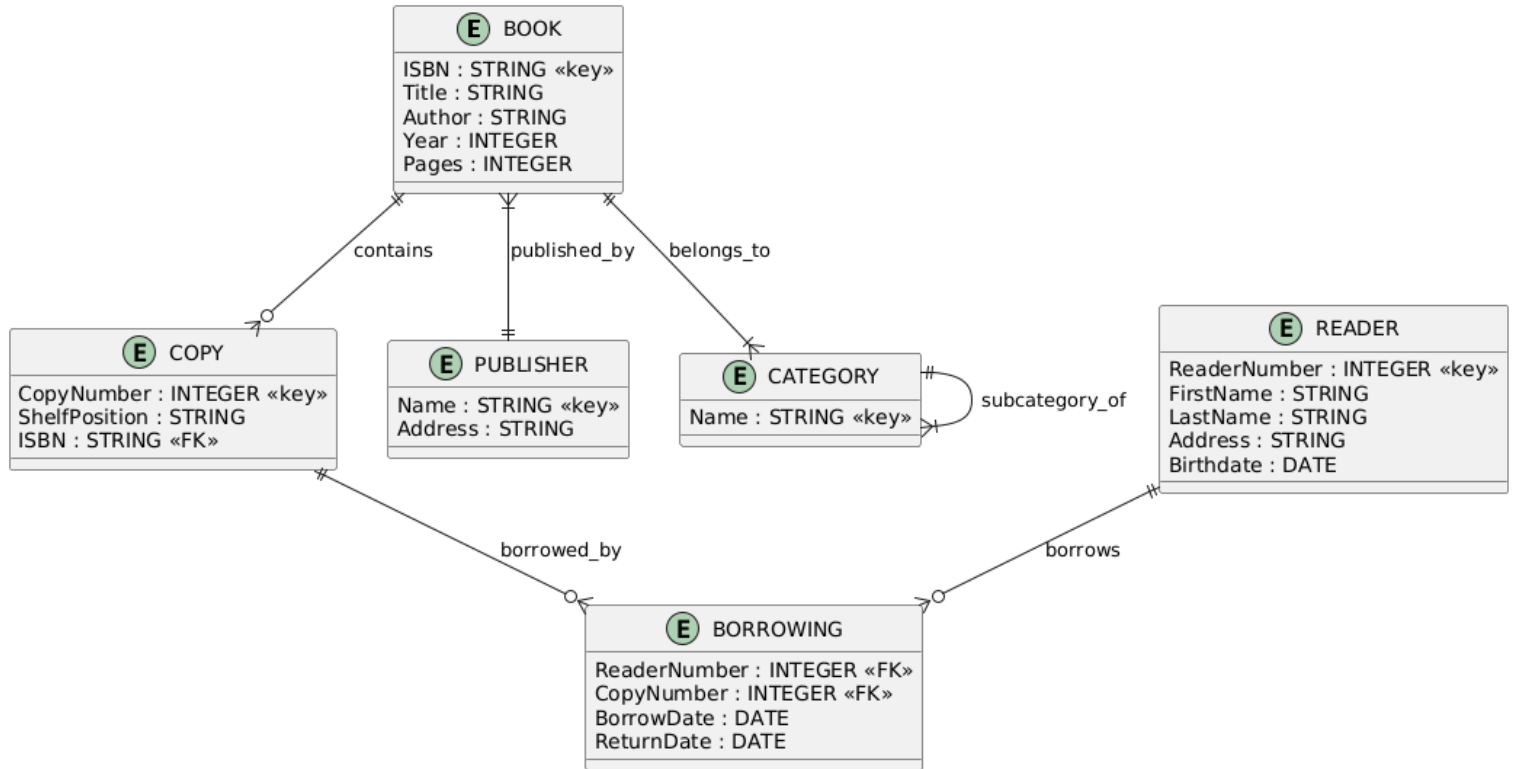 E BOOK
ISBN : STRING «key»
Title : STRING
Author : STRING
Year : INTEGER
Pages : INTEGER
contains
published_by
belongs_to
E COPY
CopyNumber : INTEGER «key»
ShelfPosition : STRING
ISBN : STRING «FK»
E PUBLISHER
Name : STRING «key»
Address : STRING
E CATEGORY
Name : STRING «key»
subcategory_of
E READER
ReaderNumber : INTEGER «key»
FirstName : STRING
LastName : STRING
Address : STRING
Birthdate : DATE
borrowed_by
borrows
E BORROWING
ReaderNumber : INTEGER «FK»
CopyNumber : INTEGER «FK»
BorrowDate : DATE
ReturnDate : DATE